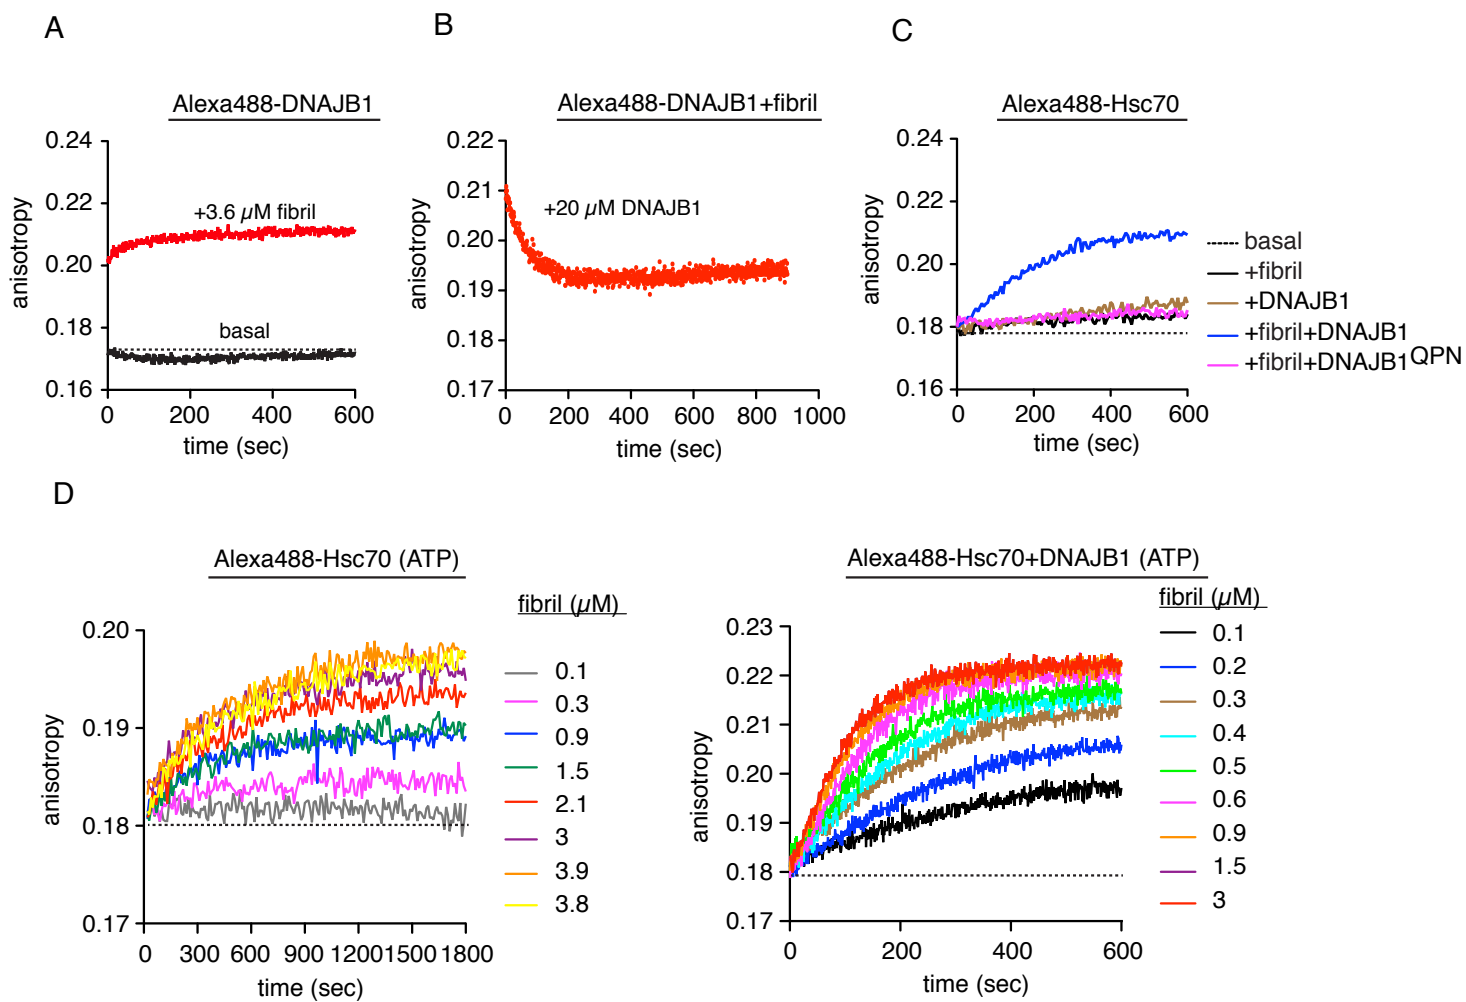 A
Alexa488-DNAJB1
0.24
0.22
0.20
0.18
0.16
anisotropy
+3.6 µM fibril
basal
0
200
400
600
time (sec)
B
Alexa488-DNAJB1+fibril
0.22
0.21
0.20
0.19
0.18
0.17
anisotropy
+20 µM DNAJB1
0
200
400
600
800
1000
time (sec)
C
Alexa488-Hsc70
0.24
0.22
0.20
0.18
0.16
anisotropy
0
200
400
600
time (sec)
basal
+fibril
+DNAJB1
+fibril+DNAJB1
+fibril+DNAJB1QPN
D
Alexa488-Hsc70 (ATP)
0.20
0.19
0.18
0.17
anisotropy
0
300
600
900
1200
1500
1800
time (sec)
fibril (µM)
0.1
0.3
0.9
1.5
2.1
3
3.9
3.8
Alexa488-Hsc70+DNAJB1 (ATP)
0.23
0.22
0.21
0.20
0.19
0.18
0.17
anisotropy
0
200
400
600
time (sec)
fibril (µM)
0.1
0.2
0.3
0.4
0.5
0.6
0.9
1.5
3